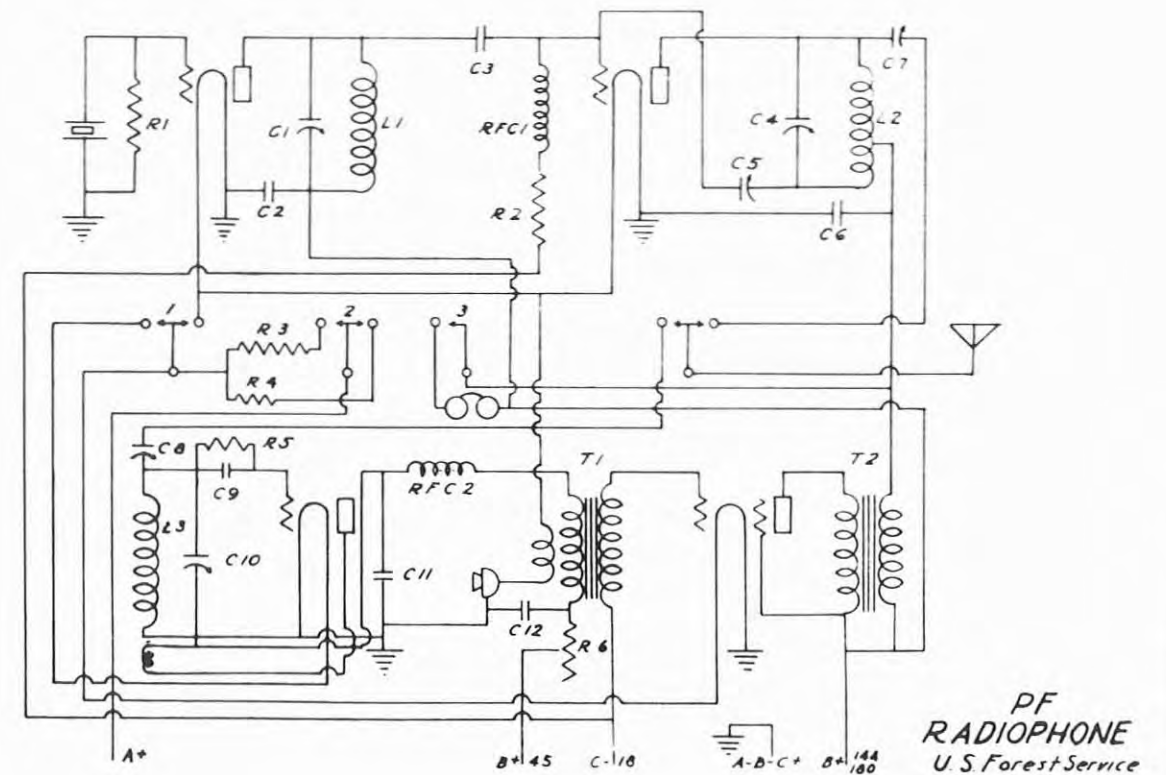 R1
C1
L1
C2
C3
RFC1
R2
C4
L2
C7
C5
C6
1
2
3
R3
R4
C8
R5
C9
L3
C10
RFC2
C11
T1
C12
R6
T2
A+
B+45
C-18
A-B-C+
B+ 144
180
PF
RADIOPHONE
U.S. Forest Service